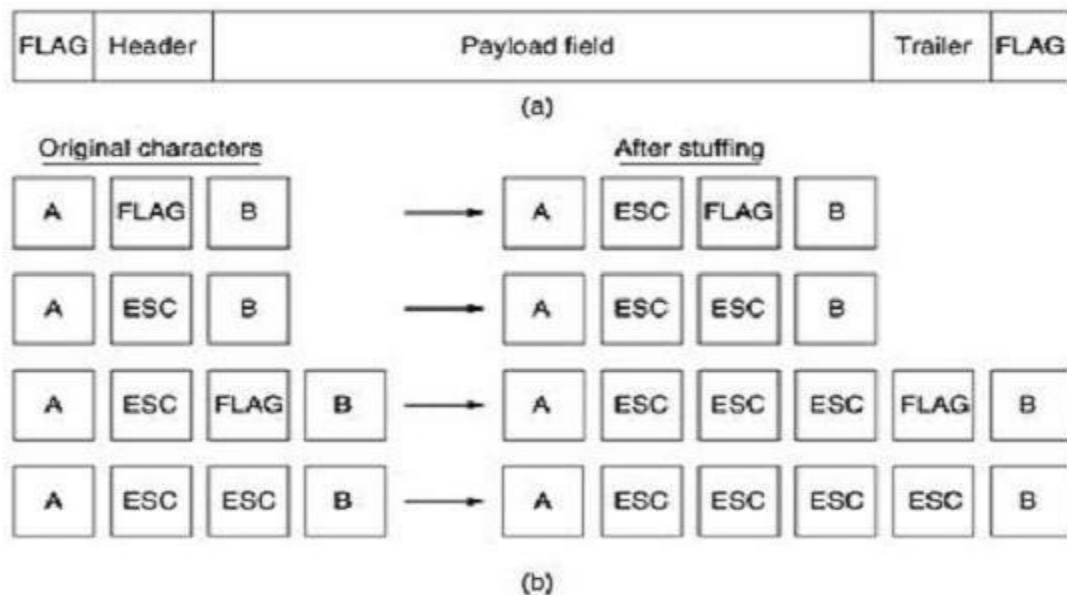 FLAG Header Payload field Trailer FLAG
(a)
Original characters After stuffing
A FLAG B A ESC FLAG B
A ESC B A ESC ESC B
A ESC FLAG B A ESC ESC ESC FLAG B
A ESC ESC B A ESC ESC ESC ESC B
(b)